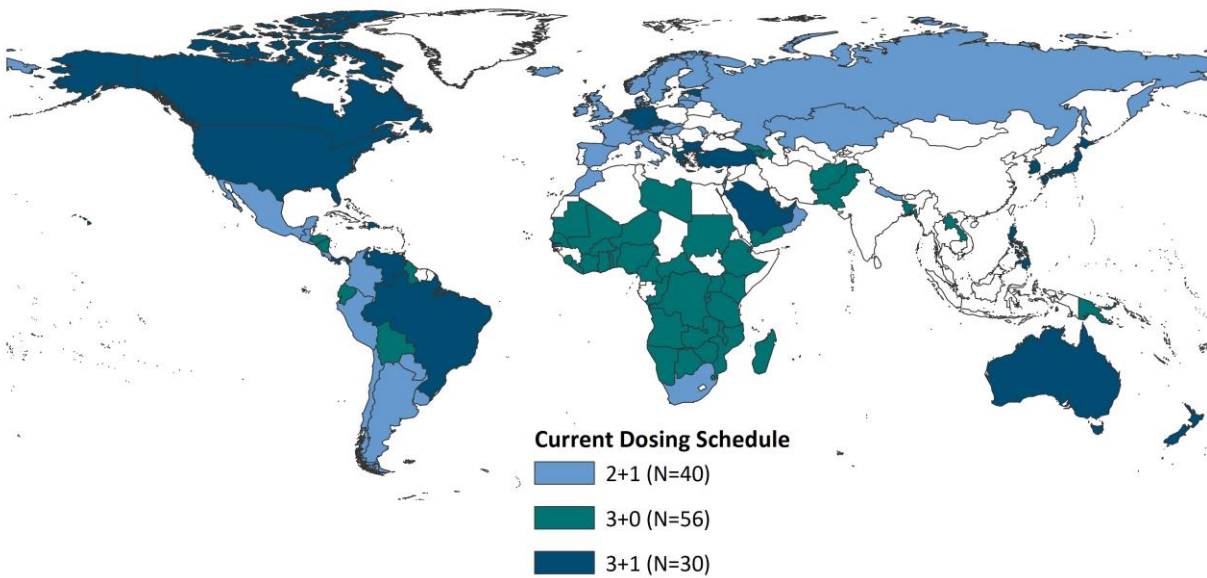 Current Dosing Schedule
2+1 (N=40)
3+0 (N=56)
3+1 (N=30)